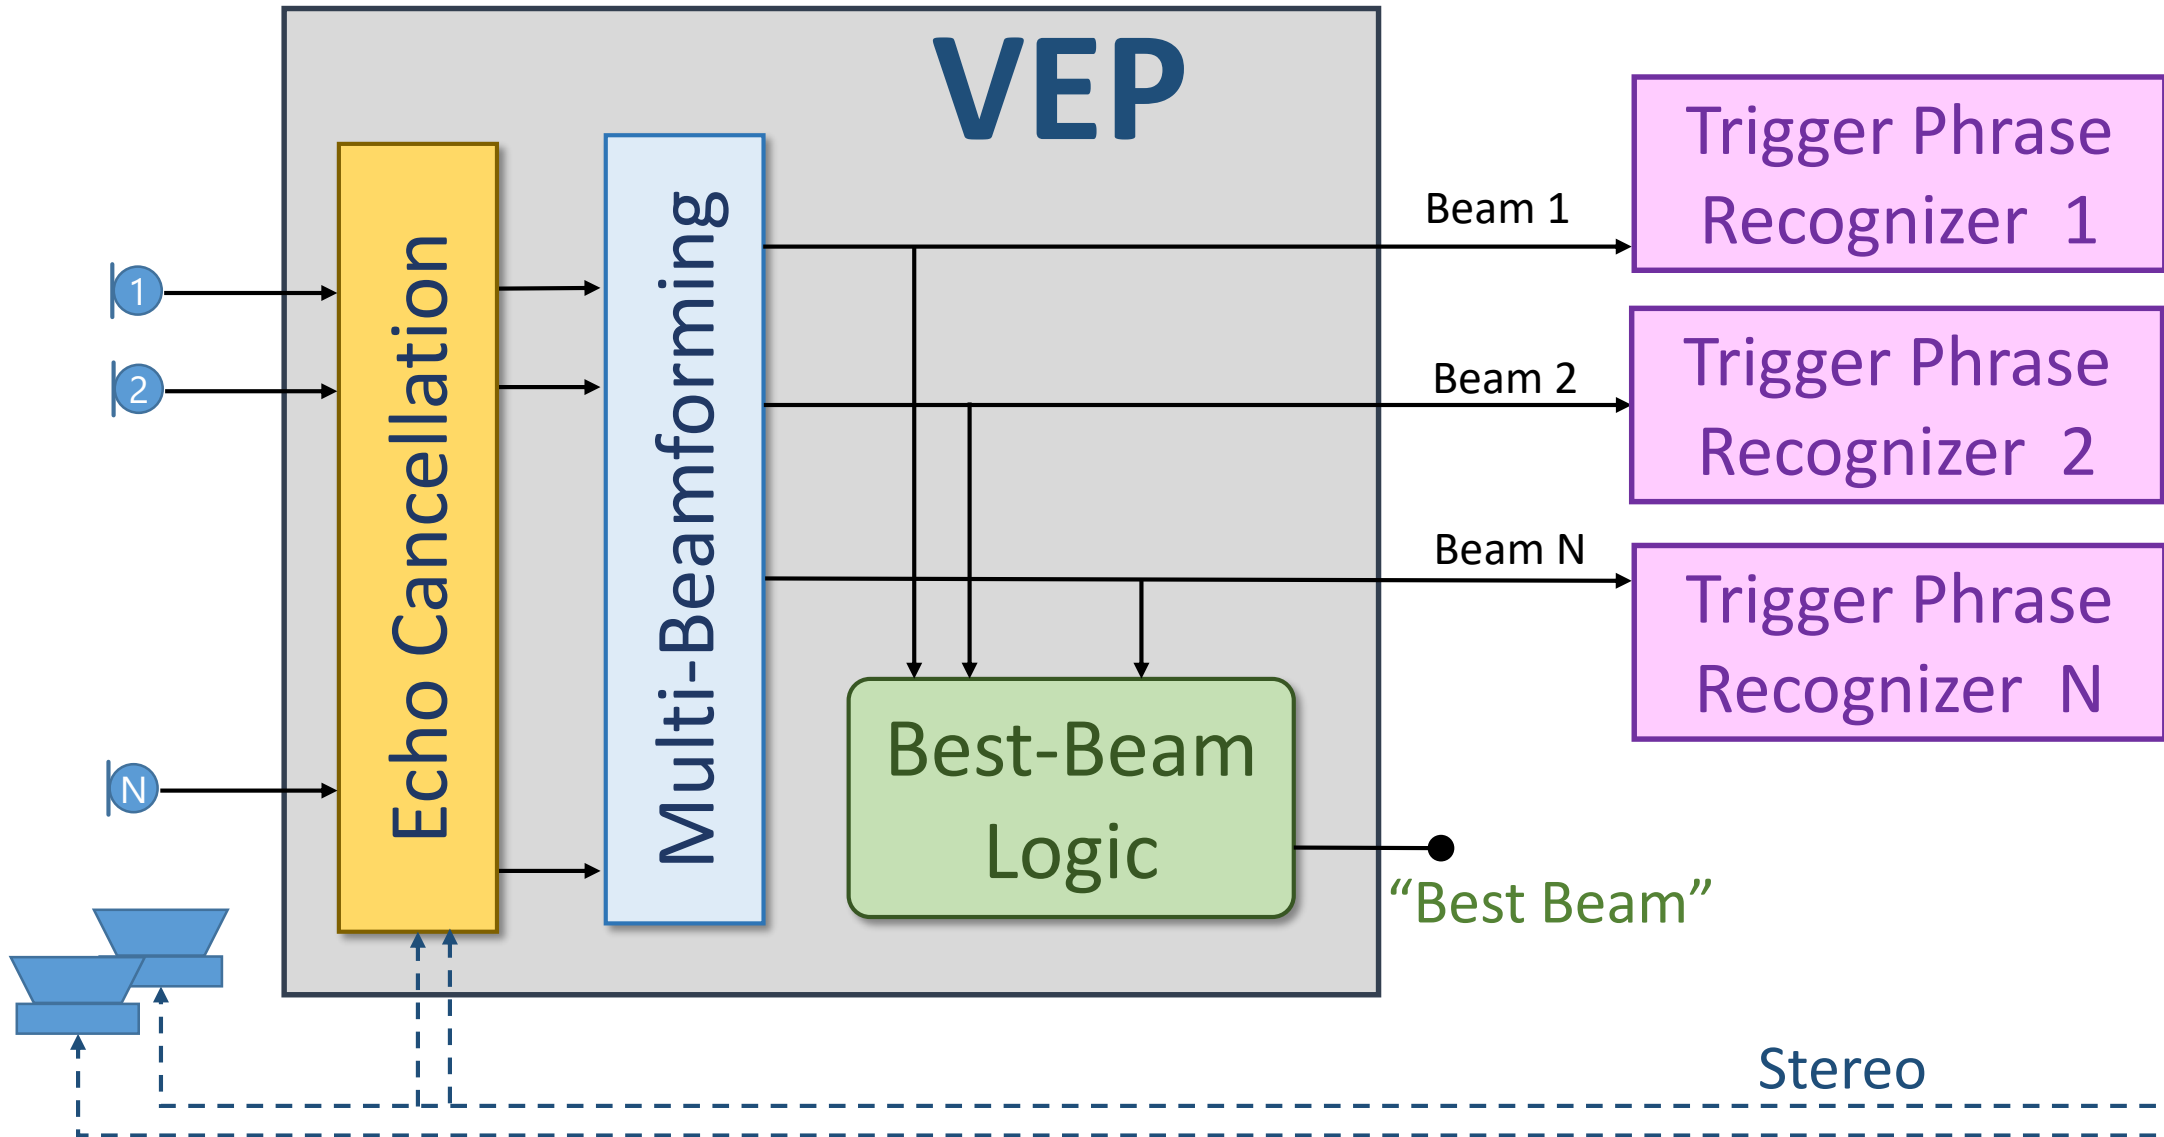 VEP
Trigger Phrase
Recognizer 1
Beam 1
1
Echo Cancellation
Multi-Beamforming
2
Beam 2
Trigger Phrase
Recognizer 2
Beam N
Trigger Phrase
Recognizer N
N
Best-Beam
Logic
“Best Beam”
Stereo